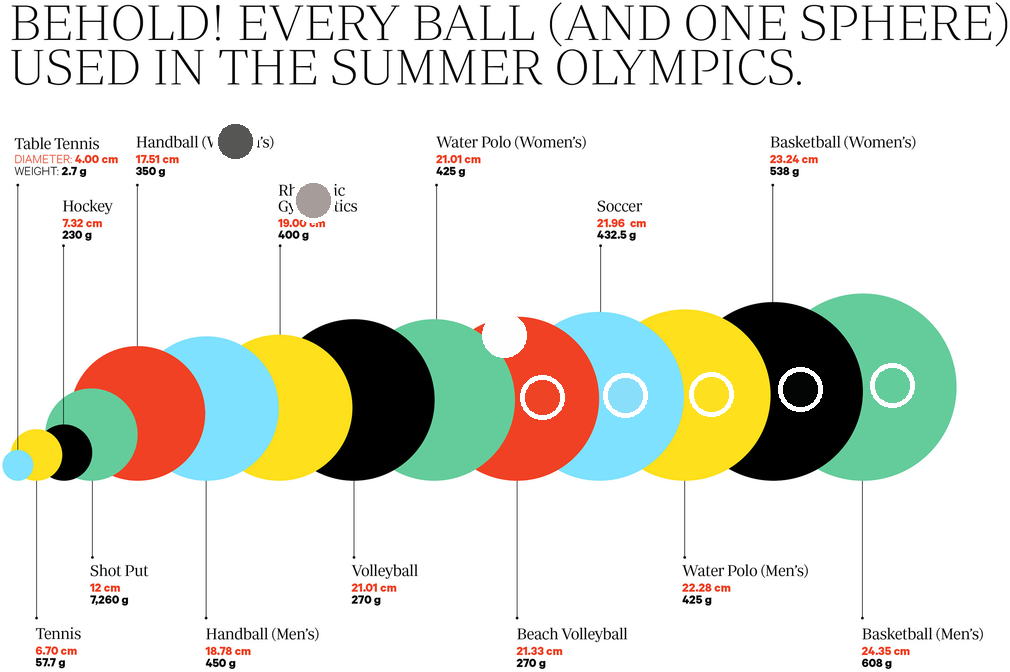 BEHOLD! EVERY BALL (AND ONE SPHERE)
USED IN THE SUMMER OLYMPICS.
Table Tennis
DIAMETER: 4.00 cm
WEIGHT: 2.7 g
Handball
17.51 cm
350 g
Water Polo (Women's)
21.01 cm
425 g
Basketball (Women's)
23.24 cm
538 g
Hockey
7.32 cm
230 g
19.00 cm
400 g
Soccer
21.96 cm
432.5 g
Shot Put
12 cm
7,260 g
Volleyball
21.01 cm
270 g
Water Polo (Men's)
22.28 cm
425 g
Tennis
6.70 cm
57.7 g
Handball (Men's)
18.78 cm
450 g
Beach Volleyball
21.33 cm
270 g
Basketball (Men's)
24.35 cm
608 g